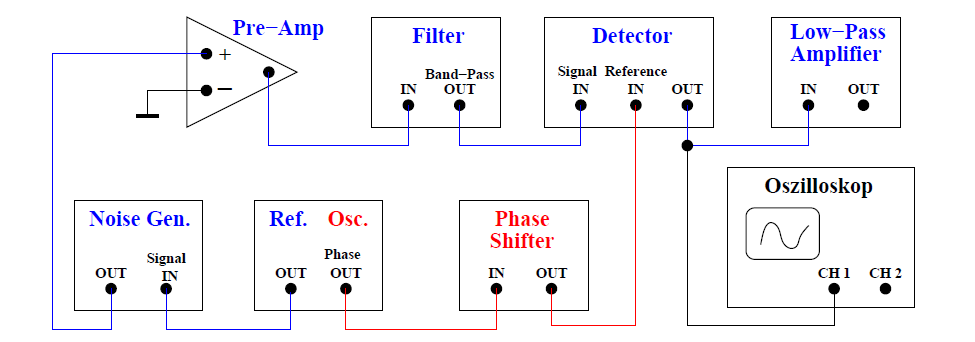 Pre−Amp
+
−
Filter
Band−Pass
IN OUT
Detector
Signal Reference
IN IN OUT
Low−Pass
Amplifier
IN OUT
Noise Gen.
Signal
OUT IN
Ref. Osc.
Phase
OUT OUT
Phase
Shifter
IN OUT
Oszilloskop
CH 1 CH 2